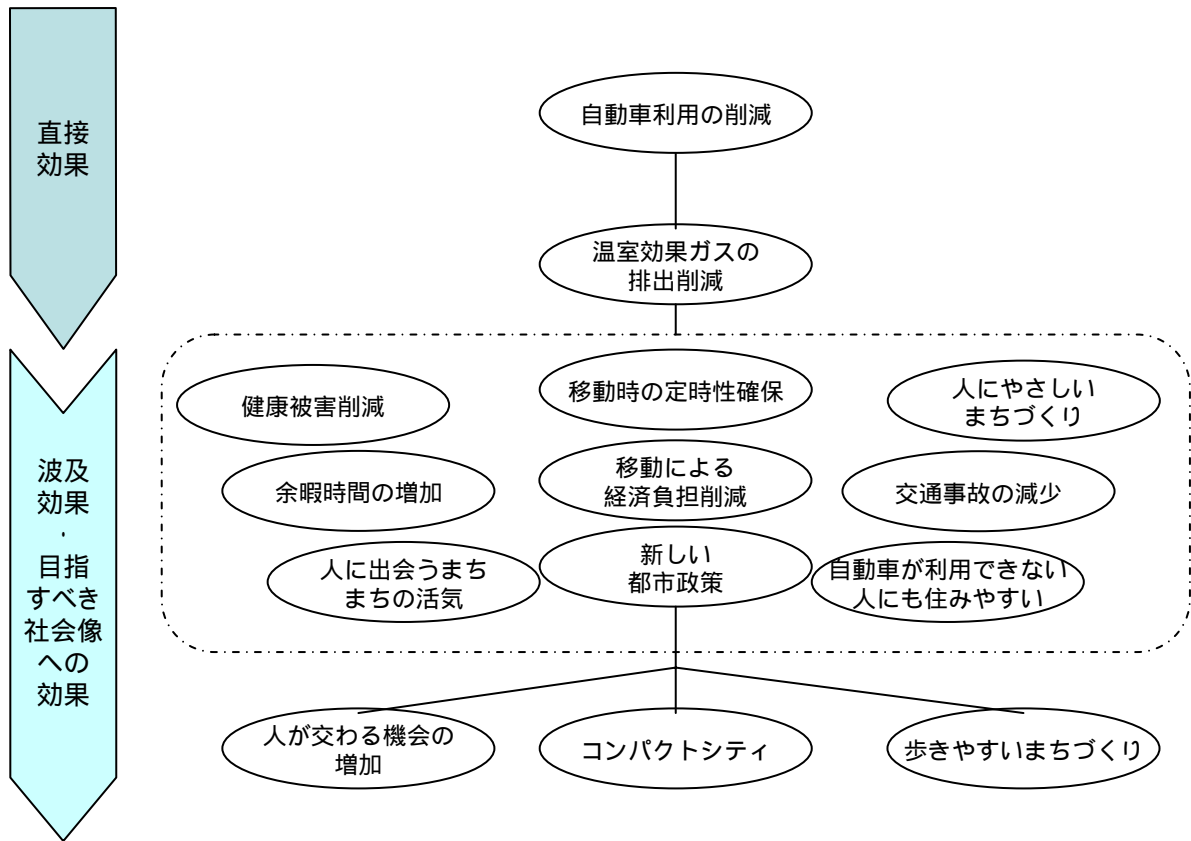 直接
効果
自動車利用の削減
温室効果ガスの
排出削減
波及
効果
・
目指
すべき
社会像
への
効果
健康被害削減
移動時の定時性確保
人にやさしい
まちづくり
余暇時間の増加
移動による
経済負担削減
交通事故の減少
人に出会うまち
まちの活気
新しい
都市政策
自動車が利用できない
人にも住みやすい
人が交わる機会の
増加
コンパクトシティ
歩きやすいまちづくり